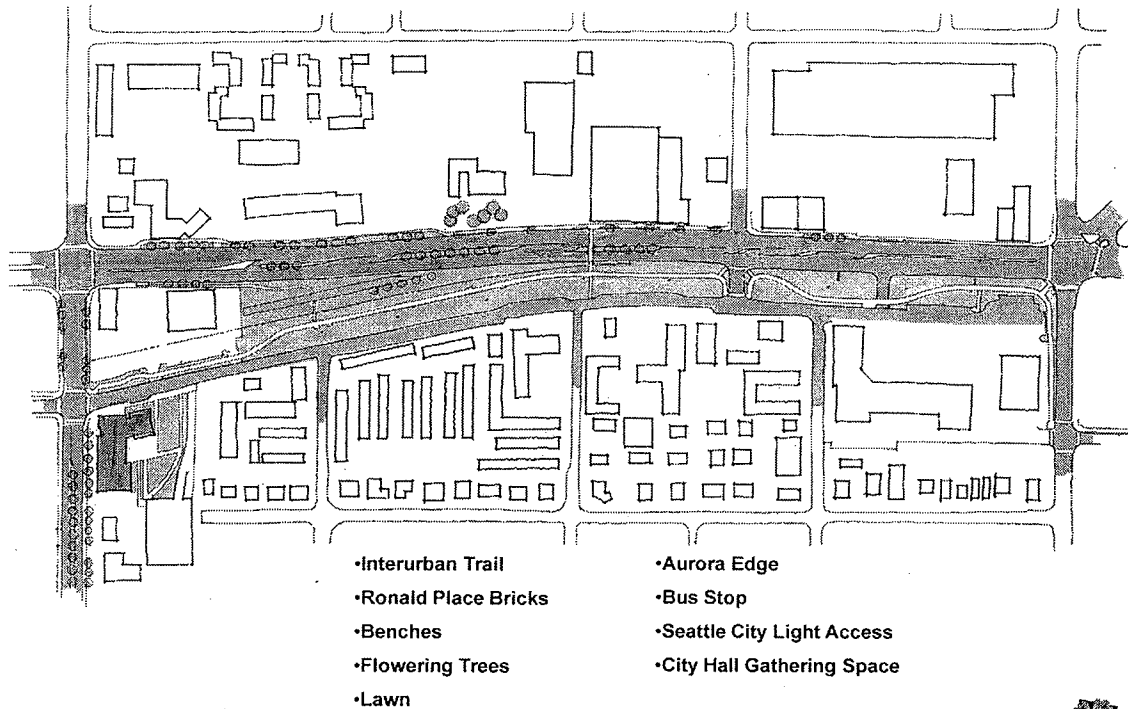 •Interurban Trail
•Ronald Place Bricks
•Benches
•Flowering Trees
•Lawn
•Aurora Edge
•Bus Stop
•Seattle City Light Access
•City Hall Gathering Space